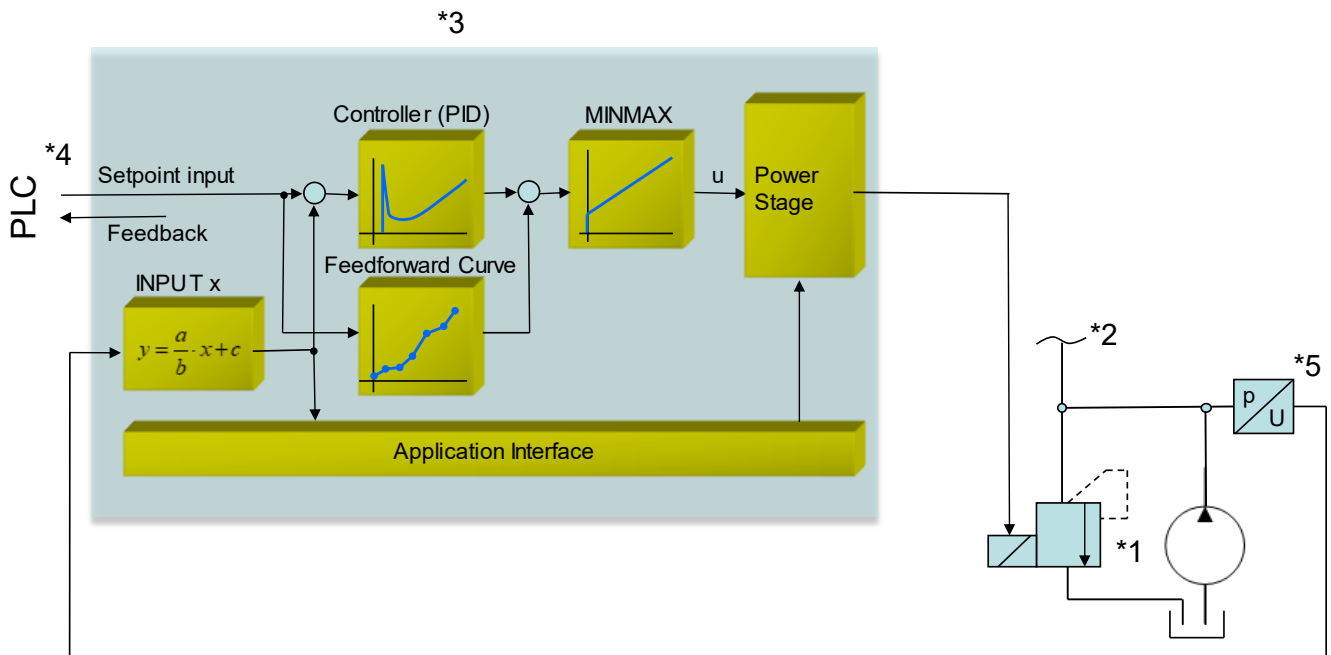 *3
Controller (PID)
MINMAX
*4
PLC
Setpoint input
Feedback
u
Power
Stage
Feedforward Curve
INPUT x
y = a/b · x + c
*2
*5
p
U
Application Interface
*1